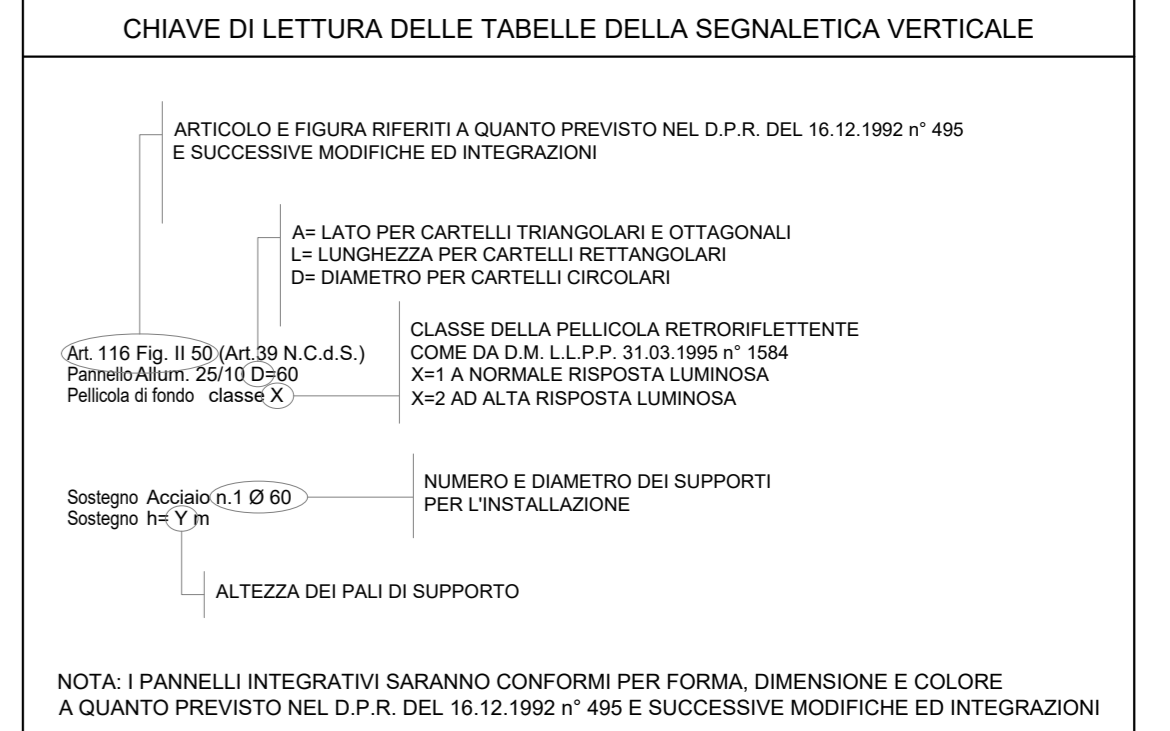 CHIAVE DI LETTURA DELLE TABELLE DELLA SEGNALETICA VERTICALE
ARTICOLO E FIGURA RIFERITI A QUANTO PREVISTO NEL D.P.R. DEL 16.12.1992 n° 495
E SUCCESSIVE MODIFICHE ED INTEGRAZIONI
A= LATO PER CARTELLI TRIANGOLARI E OTTAGONALI
L= LUNGHEZZA PER CARTELLI RETTANGOLARI
D= DIAMETRO PER CARTELLI CIRCOLARI
CLASSE DELLA PELLICOLA RETRORIFLETTENTE
COME DA D.M. L.L.P.P. 31.03.1995 n° 1584
X=1 A NORMALE RISPOSTA LUMINOSA
X=2 AD ALTA RISPOSTA LUMINOSA
Art. 116 Fig. II 50 (Art.39 N.C.d.S.)
Pannello Allum. 25/10 D=60
Pellicola di fondo classe X
NUMERO E DIAMETRO DEI SUPPORTI
PER L'INSTALLAZIONE
Sostegno Acciaio n.1 Ø 60
Sostegno h= Y m
ALTEZZA DEI PALI DI SUPPORTO
NOTA: I PANNELLI INTEGRATIVI SARANNO CONFORMI PER FORMA, DIMENSIONE E COLORE
A QUANTO PREVISTO NEL D.P.R. DEL 16.12.1992 n° 495 E SUCCESSIVE MODIFICHE ED INTEGRAZIONI